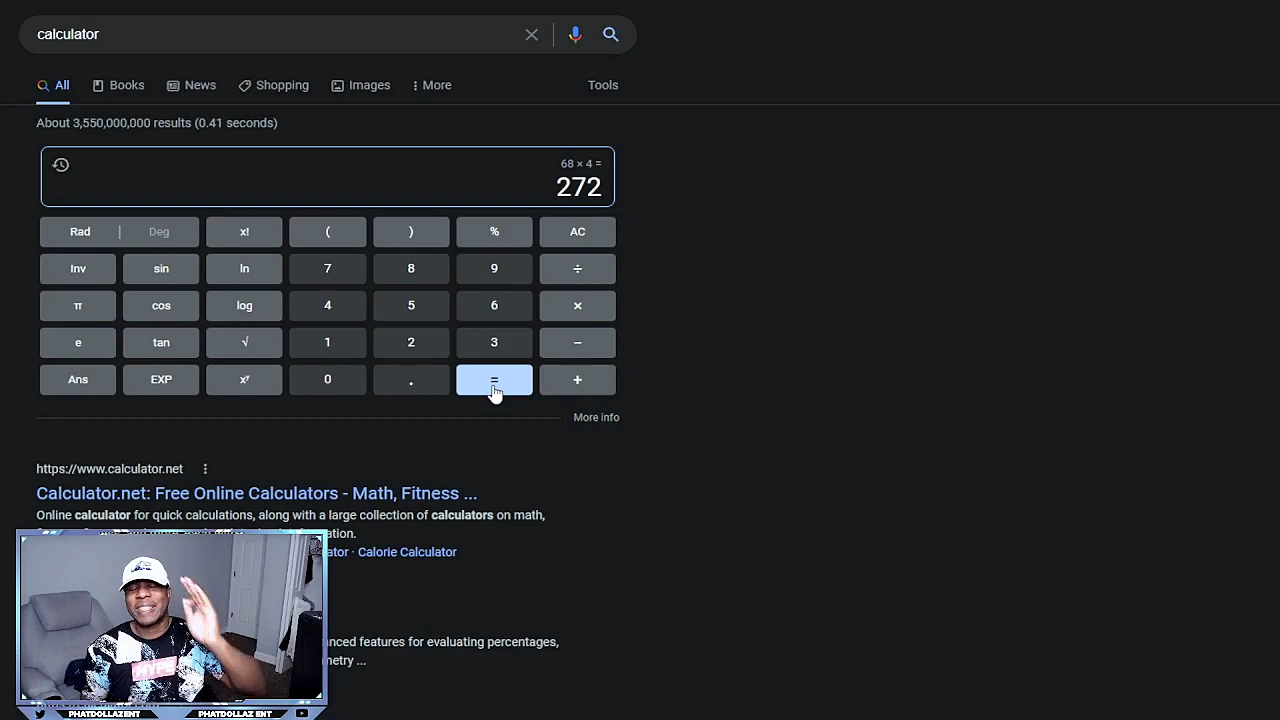 calculator
All Books News Shopping Images More Tools
About 3,550,000,000 results (0.41 seconds)
68 × 4 =
272
Rad | Deg x! ( ) % AC
Inv sin ln 7 8 9 ÷
π cos log 4 5 6 ×
e tan √ 1 2 3 −
Ans EXP xʸ 0 . = +
More info
https://www.calculator.net
Calculator.net: Free Online Calculators - Math, Fitness ...
Online calculator for quick calculations, along with a large collection of calculators on math,
ation.
ator · Calorie Calculator
anced features for evaluating percentages,
metry ...
HYPE
PHATDOLLAZENT PHATDOLLAZ ENT